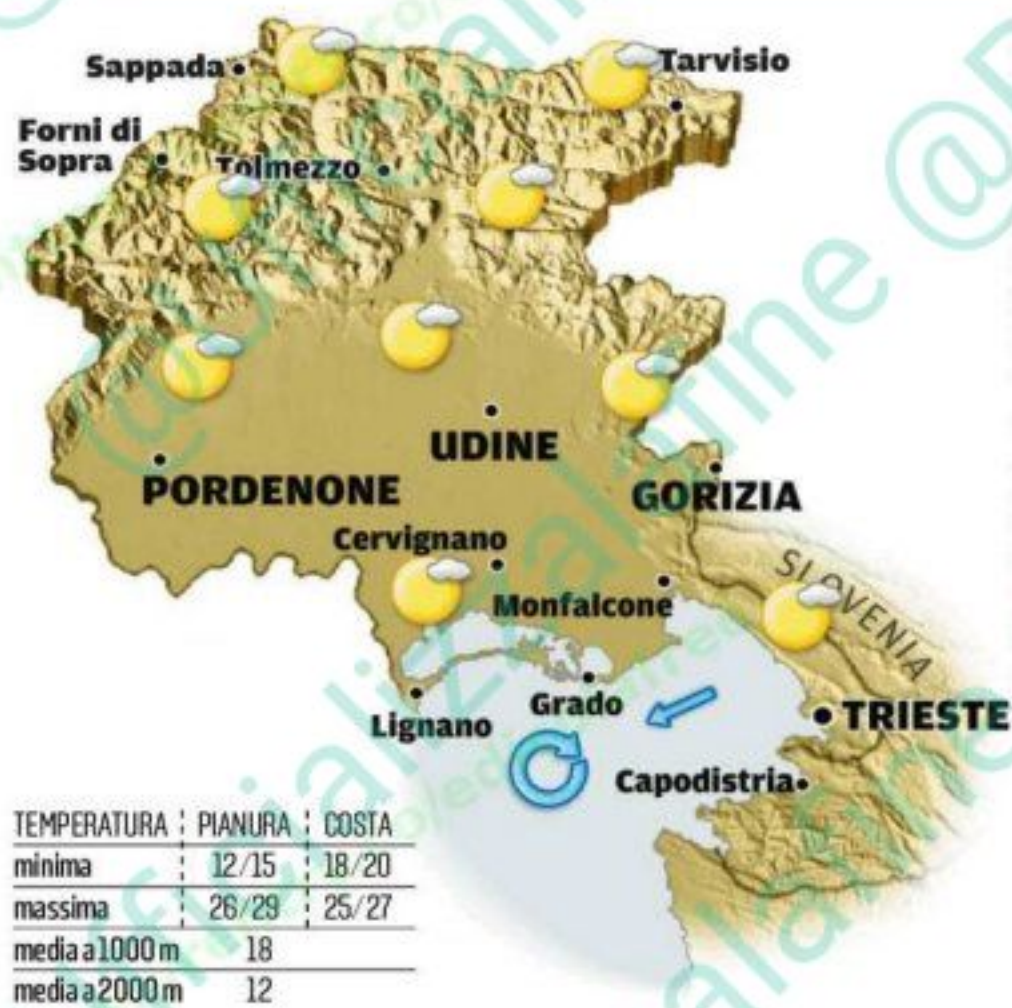 Sappada
Tarvisio
Forni di
Sopra
Tolmezzo
UDINE
PORDENONE
GORIZIA
Cervignano
Monfalcone
SLOVENIA
Grado
Lignano
TRIESTE
Capodistria
TEMPERATURA PIANURA COSTA
minima 12/15 18/20
massima 26/29 25/27
media a 1000 m 18
media a 2000 m 12